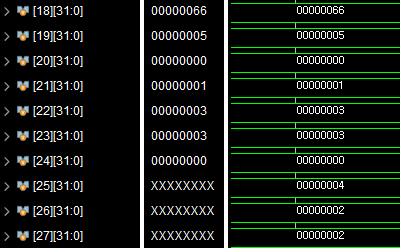 [18][31:0] 00000066 00000066
[19][31:0] 00000005 00000005
[20][31:0] 00000000 00000000
[21][31:0] 00000001 00000001
[22][31:0] 00000003 00000003
[23][31:0] 00000003 00000003
[24][31:0] 00000000 00000000
[25][31:0] XXXXXXXX 00000004
[26][31:0] XXXXXXXX 00000002
[27][31:0] XXXXXXXX 00000002